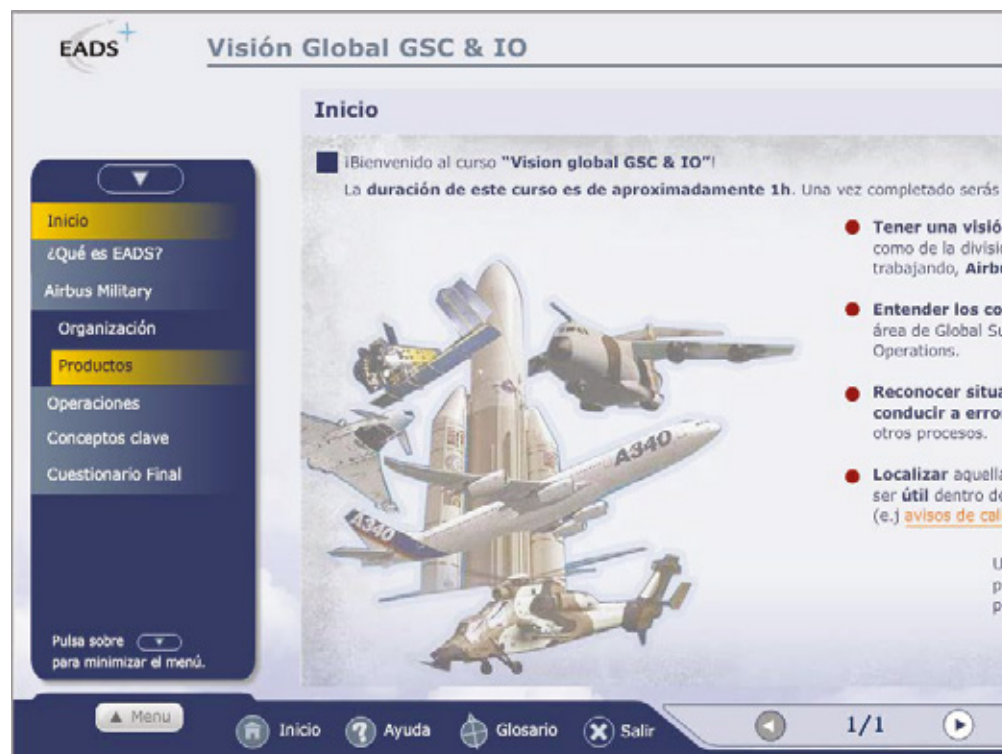 EADS
Visión Global GSC & IO
Inicio
¡Bienvenido al curso "Vision global GSC & IO"!
La duración de este curso es de aproximadamente 1h. Una vez completado serás
Tener una visió
como de la divisi
trabajando, Airb
Entender los co
área de Global Su
Operations.
Reconocer situa
conducir a erro
otros procesos.
Localizar aquella
ser útil dentro de
(e.j avisos de cali
U
p
p
Inicio
¿Qué es EADS?
Airbus Military
Organización
Productos
Operaciones
Conceptos clave
Cuestionario Final
Pulsa sobre
para minimizar el menú.
A340
A340
Menu
Inicio
Ayuda
Glosario
Salir
1/1